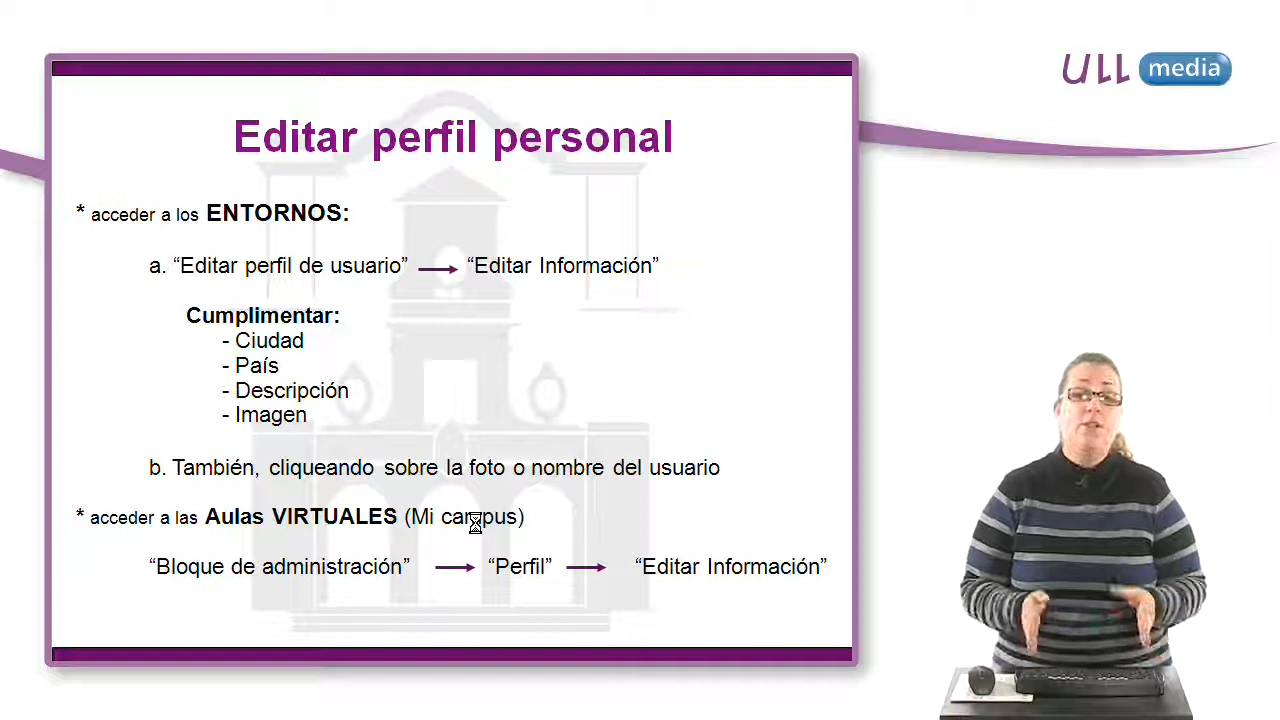 ULL media
Editar perfil personal
* acceder a los ENTORNOS:
a. “Editar perfil de usuario” “Editar Información”
Cumplimentar:
- Ciudad
- País
- Descripción
- Imagen
b. También, cliqueando sobre la foto o nombre del usuario
* acceder a las Aulas VIRTUALES (Mi campus)
“Bloque de administración” “Perfil” “Editar Información”